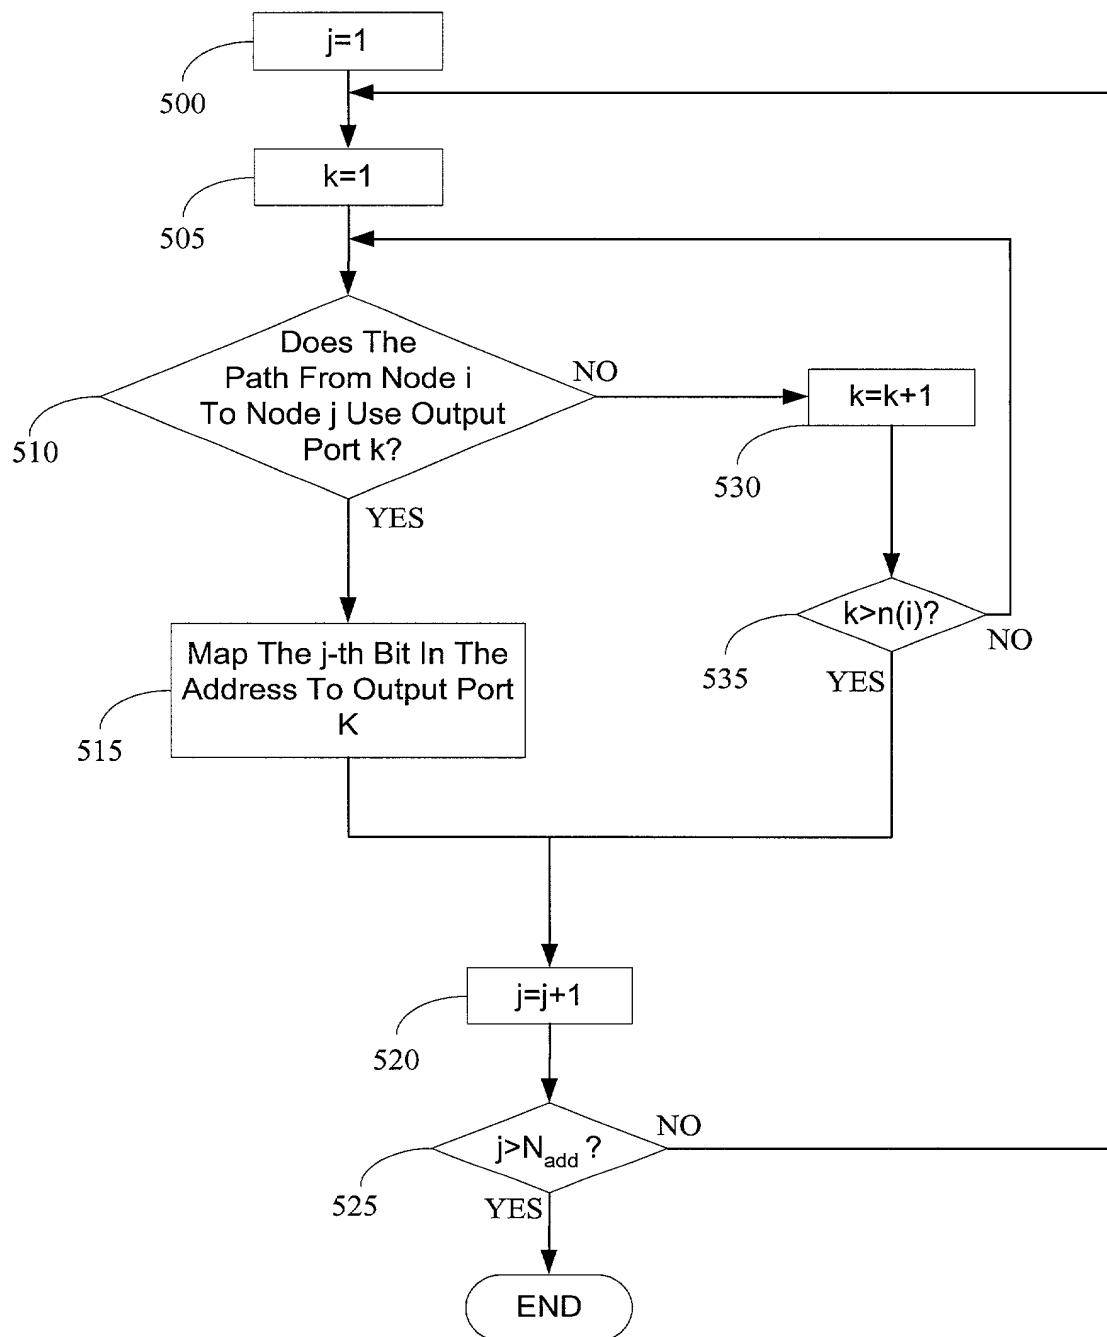 j=1
500
k=1
505
Does The
Path From Node i
To Node j Use Output
Port k?
NO
510
YES
k=k+1
530
k>n(i)?
NO
535
YES
Map The j-th Bit In The
Address To Output Port
K
515
j=j+1
520
j>N_add ?
NO
525
YES
END